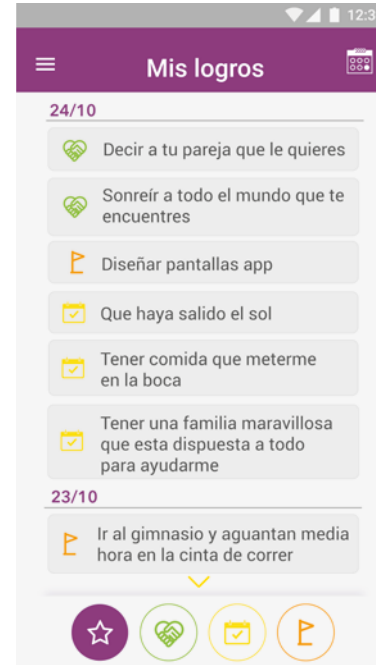 12:3
Mis logros
24/10
Decir a tu pareja que le quieres
Sonreír a todo el mundo que te
encuentres
Diseñar pantallas app
Que haya salido el sol
Tener comida que meterme
en la boca
Tener una familia maravillosa
que esta dispuesta a todo
para ayudarme
23/10
Ir al gimnasio y aguantan media
hora en la cinta de correr